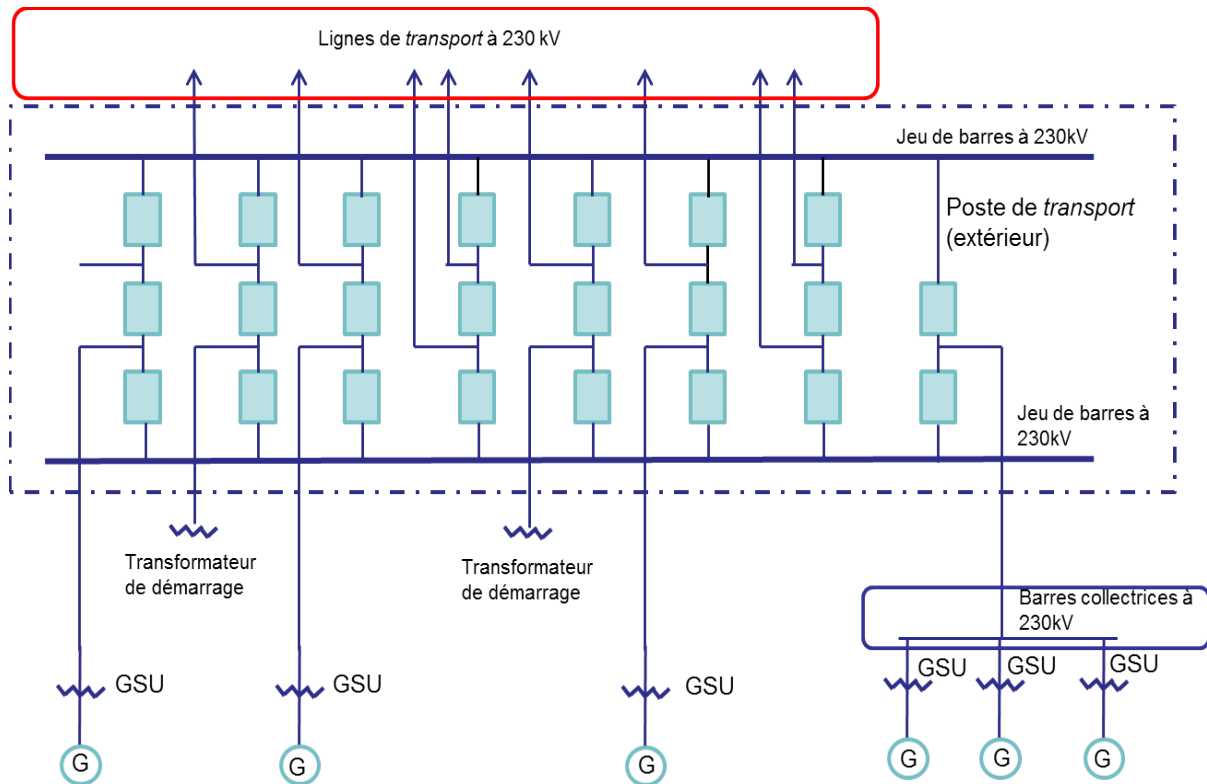 Lignes de transport à 230 kV
Jeu de barres à 230kV
Poste de transport
(extérieur)
Jeu de barres à
230kV
Transformateur
de démarrage
Transformateur
de démarrage
Barres collectrices à
230kV
GSU
GSU
GSU
GSU
GSU
GSU
G
G
G
G
G
G